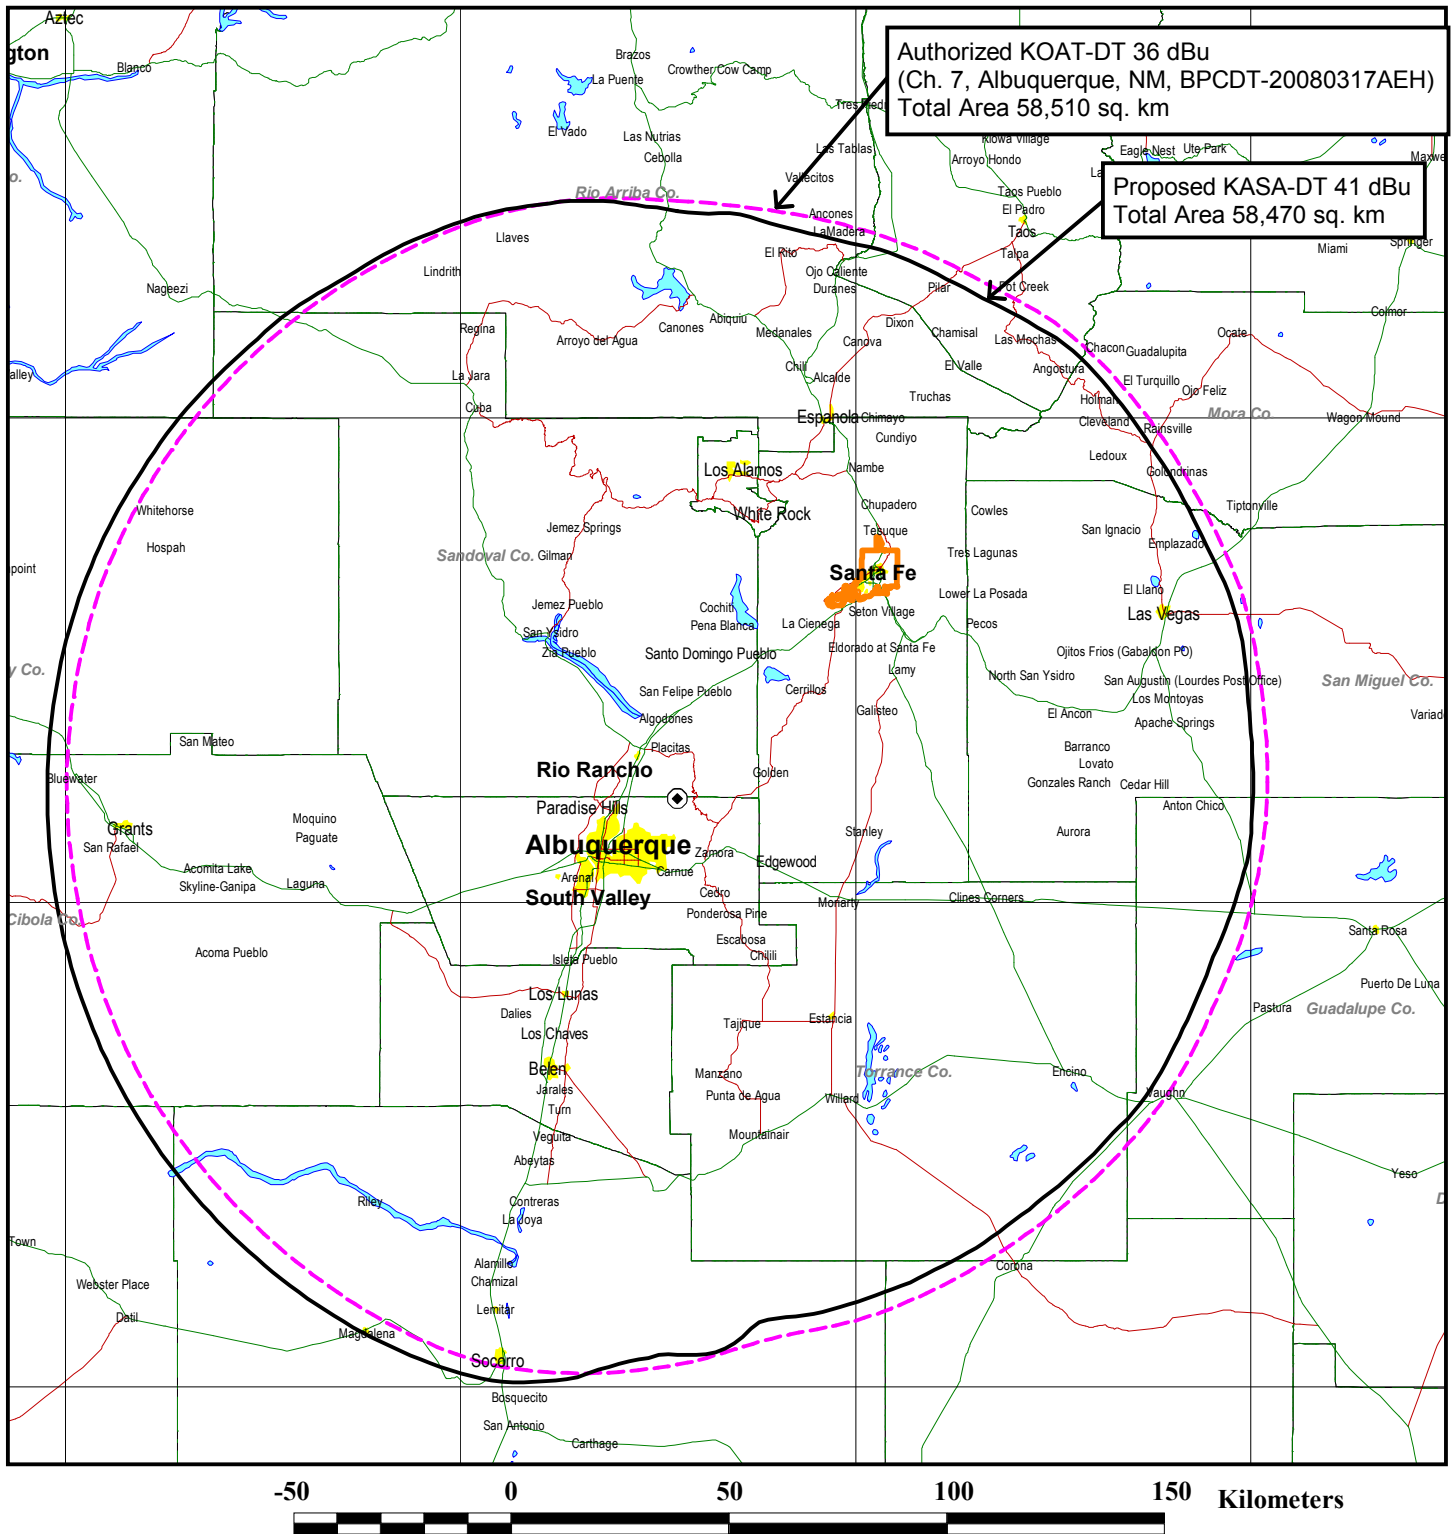 Aztec
gton
Blanco
Brazos
La Puente
Crowther Cow Camp
Authorized KOAT-DT 36 dBu
(Ch. 7, Albuquerque, NM, BPCDT-20080317AEH)
Total Area 58,510 sq. km
El Vado
Las Nutrias
Cebolla
Las Tablas
Kiowa Village
Arroyo Hondo
Eagle Nest
Ute Park
Maxwe
Vallecitos
Taos Pueblo
La
o.
Rio Arriba Co.
Proposed KASA-DT 41 dBu
Total Area 58,470 sq. km
Ancones
El Padro
LaMadera
Taos
Llaves
El Rito
Talpa
Miami
Springer
Lindrith
Ojo Caliente
Nageezi
Duranes
Pilar
Pot Creek
Colmor
Regina
Canones
Abiquiu
Medanales
Dixon
Chamisal
Ocate
Arroyo del Agua
Canova
Las Mochas
Chacon
Guadalupita
alley
La Jara
Chili
Alcalde
El Valle
Angostura
El Turquillo
Ojo Feliz
Cuba
Truchas
Holman
Mora Co.
Espanola
Chimayo
Cleveland
Rainsville
Wagon Mound
Cundiyo
Los Alamos
Nambe
Ledoux
Golondrinas
Whitehorse
White Rock
Chupadero
Cowles
Tiptonville
Jemez Springs
Tesuque
San Ignacio
Hospah
Sandoval Co.
Gilman
Tres Lagunas
Emplazado
point
Santa Fe
Jemez Pueblo
Cochiti
Lower La Posada
El Llano
Seton Village
Las Vegas
San Ysidro
Pena Blanca
La Cienega
Pecos
Zia Pueblo
Santo Domingo Pueblo
Eldorado at Santa Fe
Ojitos Frios (Gabaldon PO)
y Co.
Lamy
North San Ysidro
San Augustin (Lourdes Post Office)
San Miguel Co.
San Felipe Pueblo
Cerrillos
Los Montoyas
Algodones
Galisteo
El Ancon
Apache Springs
Variad
San Mateo
Placitas
Barranco
Lovato
Bluewater
Rio Rancho
Golden
Gonzales Ranch
Cedar Hill
Paradise Hills
Anton Chico
Grants
Moquino
Stanley
Aurora
San Rafael
Paguate
Albuquerque
Zamora
Edgewood
Acomita Lake
Carnue
Skyline-Ganipa
Laguna
Arenal
Cedro
South Valley
Moriarty
Clines Corners
Cibola Co.
Ponderosa Pine
Santa Rosa
Acoma Pueblo
Escabosa
Isleta Pueblo
Chilili
Puerto De Luna
Los Lunas
Dalies
Tajique
Estancia
Pastura
Guadalupe Co.
Los Chaves
Belen
Manzano
Torrance Co.
Encino
Jarales
Punta de Agua
Willard
Vaughn
Turn
Veguita
Mountainair
Abeytas
Yeso
Riley
Contreras
La Joya
Town
Alamillo
Corona
Webster Place
Chamizal
Datil
Lemitar
Magdalena
Socorro
Bosquecito
San Antonio
Carthage
-50 0 50 100 150 Kilometers